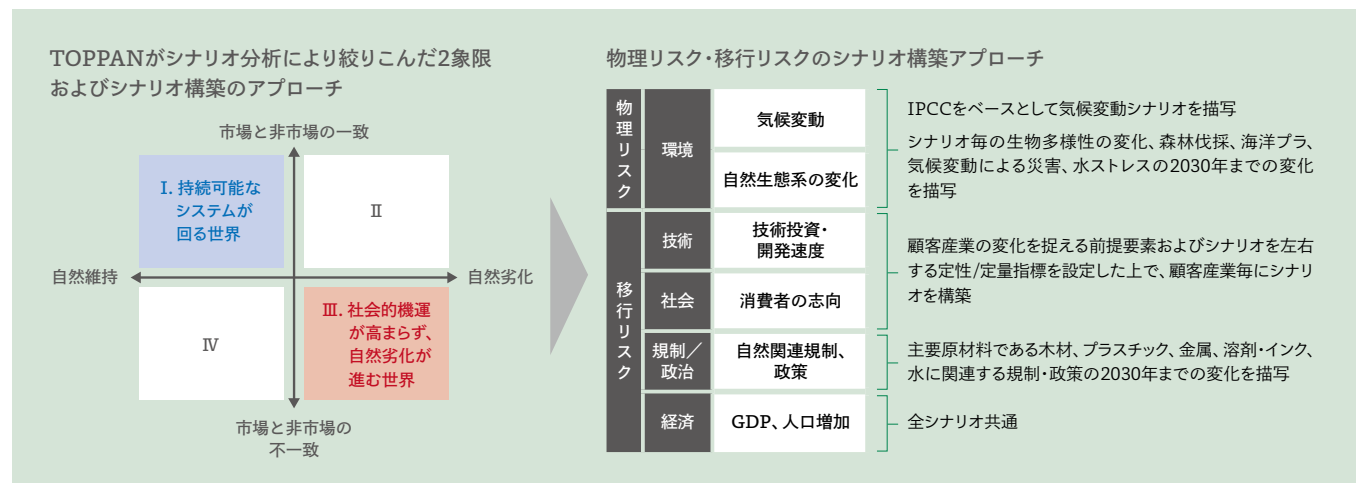 TOPPANがシナリオ分析により絞りこんだ2象限
およびシナリオ構築のアプローチ
市場と非市場の一致
Ⅰ. 持続可能な
システムが
回る世界
Ⅱ
自然維持
自然劣化
Ⅳ
Ⅲ. 社会的機運
が高まらず、
自然劣化が
進む世界
市場と非市場の
不一致
物理リスク・移行リスクのシナリオ構築アプローチ
物理リスク
環境
気候変動
IPCCをベースとして気候変動シナリオを描写
自然生態系の変化
シナリオ毎の生物多様性の変化、森林伐採、海洋プラ、
気候変動による災害、水ストレスの2030年までの変化
を描写
移行リスク
技術
技術投資・
開発速度
社会
消費者の志向
顧客産業の変化を捉える前提要素およびシナリオを左右
する定性/定量指標を設定した上で、顧客産業毎にシナリ
オを構築
規制／
政治
自然関連規制、
政策
主要原材料である木材、プラスチック、金属、溶剤・インク、
水に関連する規制・政策の2030年までの変化を描写
経済
GDP、人口増加
全シナリオ共通